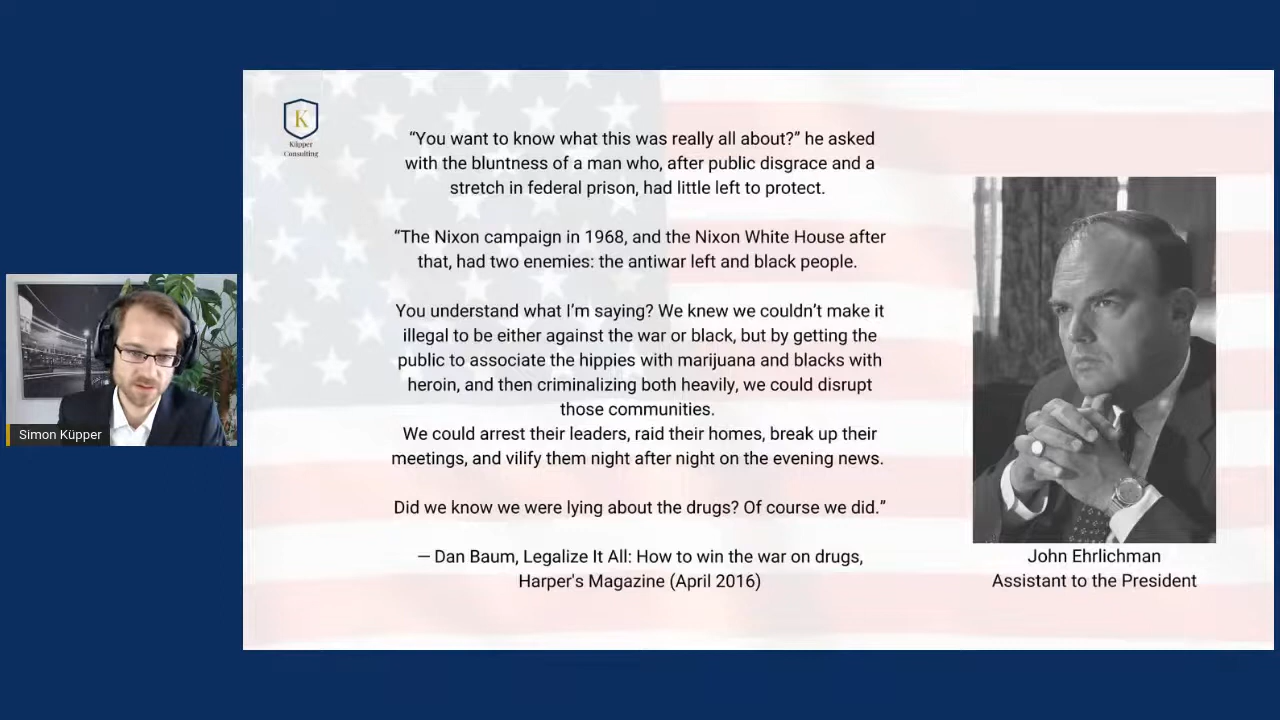 K
Küpper
Consulting
“You want to know what this was really all about?” he asked
with the bluntness of a man who, after public disgrace and a
stretch in federal prison, had little left to protect.
“The Nixon campaign in 1968, and the Nixon White House after
that, had two enemies: the antiwar left and black people.
You understand what I’m saying? We knew we couldn’t make it
illegal to be either against the war or black, but by getting the
public to associate the hippies with marijuana and blacks with
heroin, and then criminalizing both heavily, we could disrupt
those communities.
We could arrest their leaders, raid their homes, break up their
meetings, and vilify them night after night on the evening news.
Did we know we were lying about the drugs? Of course we did.”
— Dan Baum, Legalize It All: How to win the war on drugs,
Harper's Magazine (April 2016)
John Ehrlichman
Assistant to the President
Simon Küpper